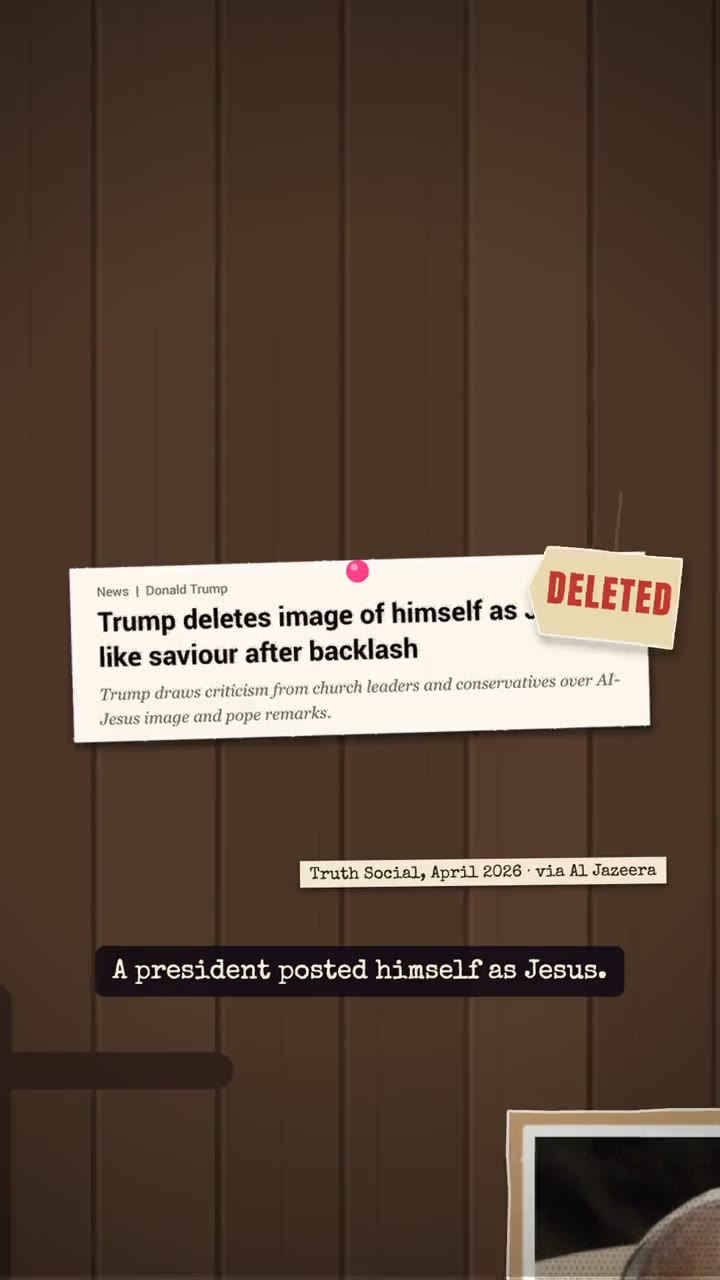 News | Donald Trump
DELETED
Trump deletes image of himself as
like saviour after backlash
Trump draws criticism from church leaders and conservatives over AI-
Jesus image and pope remarks.
Truth Social, April 2026 · via Al Jazeera
A president posted himself as Jesus.